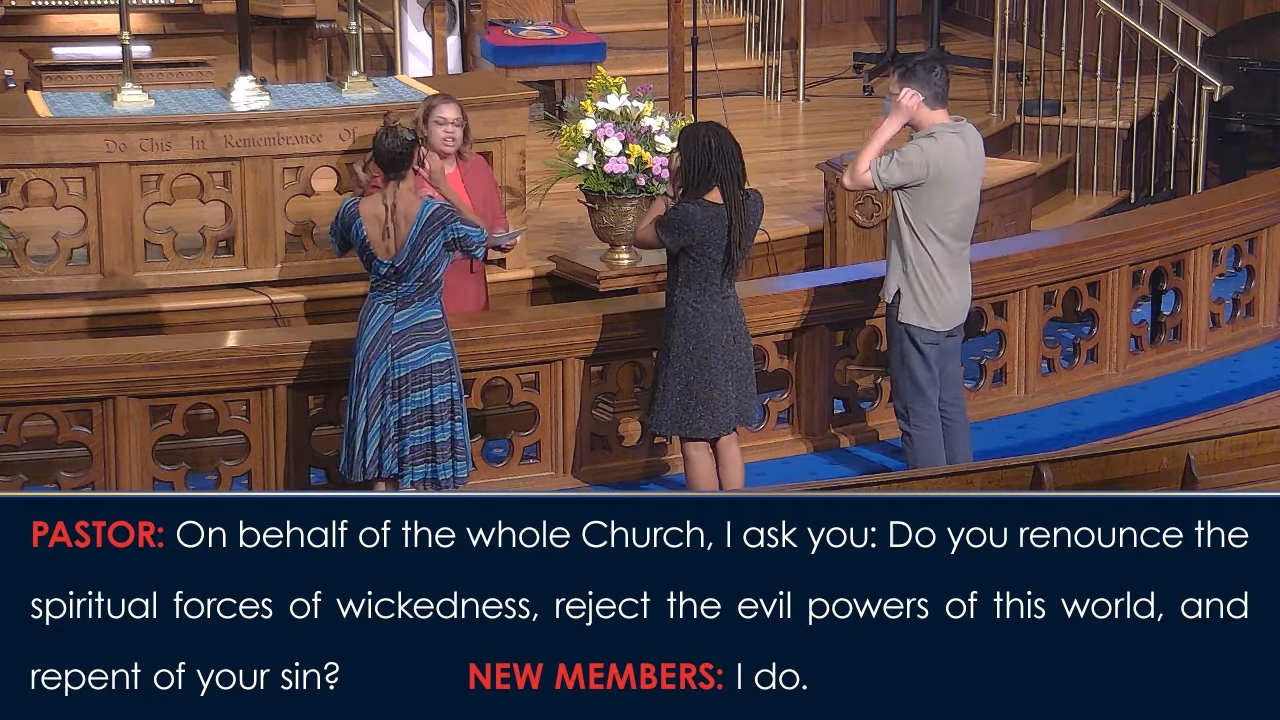 Do This In Remembrance Of
PASTOR: On behalf of the whole Church, I ask you: Do you renounce the
spiritual forces of wickedness, reject the evil powers of this world, and
repent of your sin? NEW MEMBERS: I do.